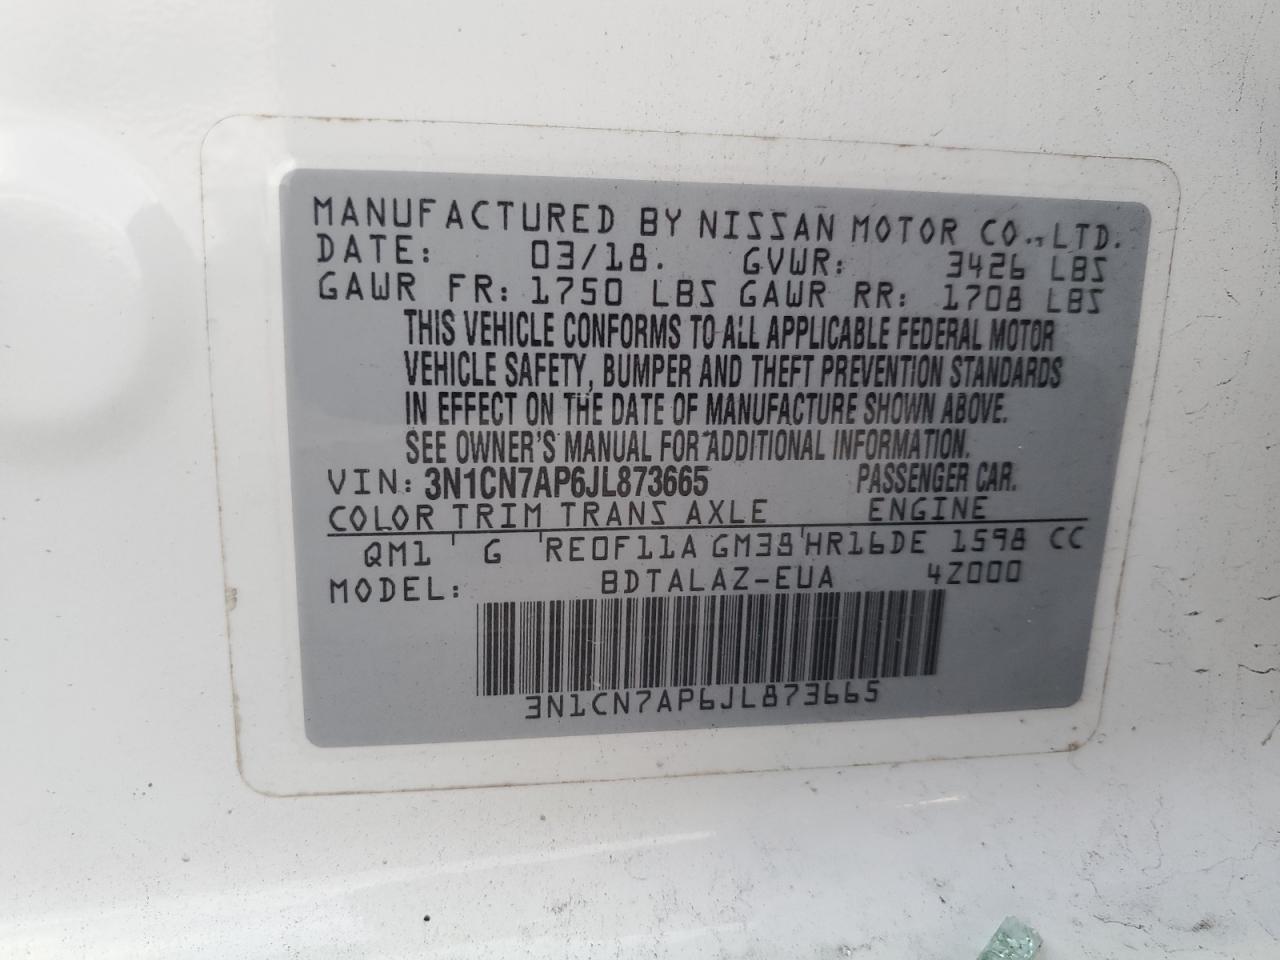 MANUFACTURED BY NISSAN MOTOR CO., LTD.
DATE: 03/18. GVWR: 3426 LBS
GAWR FR: 1750 LBS GAWR RR: 1708 LBS
THIS VEHICLE CONFORMS TO ALL APPLICABLE FEDERAL MOTOR
VEHICLE SAFETY, BUMPER AND THEFT PREVENTION STANDARDS
IN EFFECT ON THE DATE OF MANUFACTURE SHOWN ABOVE.
SEE OWNER'S MANUAL FOR ADDITIONAL INFORMATION.
VIN: 3N1CN7AP6JL873665 PASSENGER CAR.
COLOR TRIM TRANS AXLE ENGINE
QM1 G RE0F11A GM38 HR16DE 1598 CC
MODEL: BDTALAZ-EUA 4Z000
3N1CN7AP6JL873665